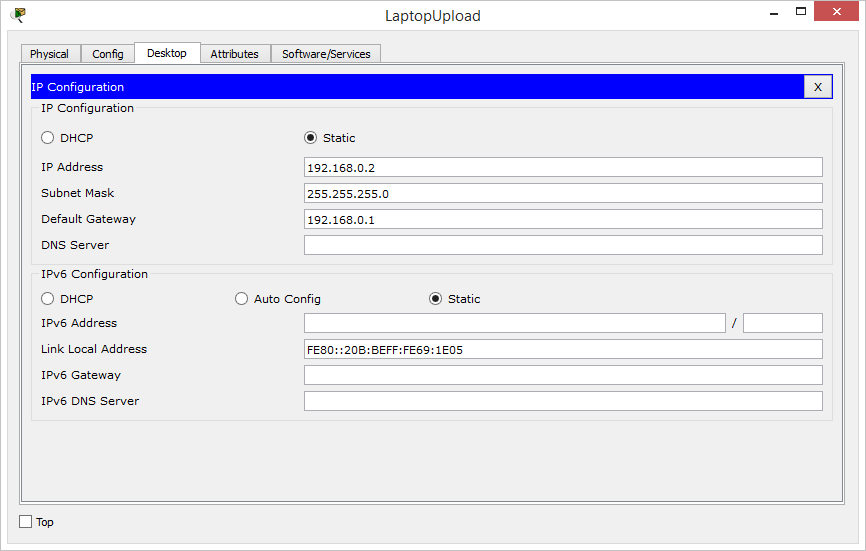 LaptopUpload
Physical Config Desktop Attributes Software/Services
IP Configuration X
IP Configuration
DHCP Static
IP Address 192.168.0.2
Subnet Mask 255.255.255.0
Default Gateway 192.168.0.1
DNS Server
IPv6 Configuration
DHCP Auto Config Static
IPv6 Address /
Link Local Address FE80::20B:BEFF:FE69:1E05
IPv6 Gateway
IPv6 DNS Server
Top